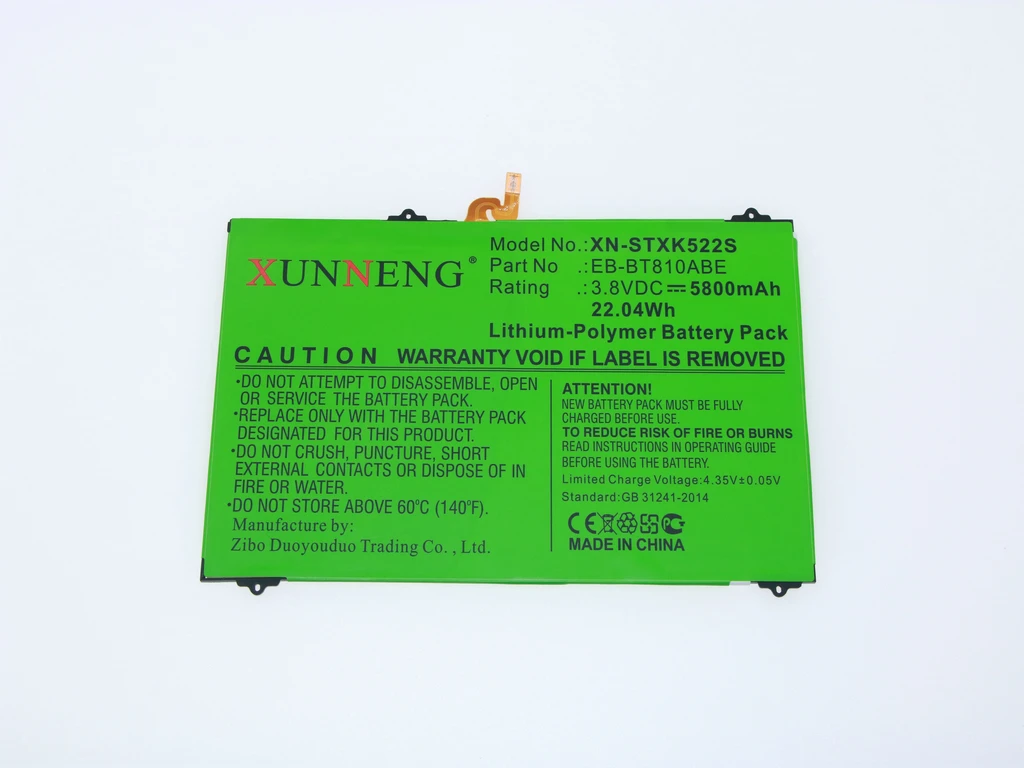 XUNNENG®
Model No.:XN-STXK522S
Part No .:EB-BT810ABE
Rating .:3.8VDC⎓5800mAh
22.04Wh
Lithium-Polymer Battery Pack
CAUTION WARRANTY VOID IF LABEL IS REMOVED
·DO NOT ATTEMPT TO DISASSEMBLE, OPEN
OR SERVICE THE BATTERY PACK.
·REPLACE ONLY WITH THE BATTERY PACK
DESIGNATED FOR THIS PRODUCT.
·DO NOT CRUSH, PUNCTURE, SHORT
EXTERNAL CONTACTS OR DISPOSE OF IN
FIRE OR WATER.
·DO NOT STORE ABOVE 60ºC (140ºF).
Manufacture by:
Zibo Duoyouduo Trading Co. , Ltd.
ATTENTION!
NEW BATTERY PACK MUST BE FULLY
CHARGED BEFORE USE.
TO REDUCE RISK OF FIRE OR BURNS
READ INSTRUCTIONS IN OPERATING GUIDE
BEFORE USING THE BATTERY.
Limited Charge Voltage:4.35V±0.05V
Standard:GB 31241-2014
CE
MADE IN CHINA